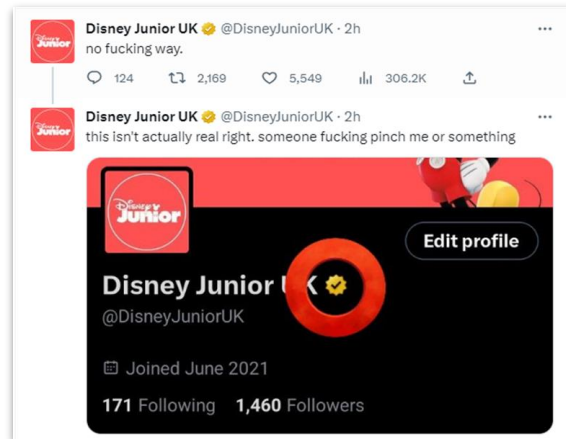 Disney Junior UK @DisneyJuniorUK · 2h
no fucking way.
124 2,169 5,549 306.2K
Disney Junior UK @DisneyJuniorUK · 2h
this isn't actually real right. someone fucking pinch me or something
Disney Junior
Edit profile
Disney Junior UK
@DisneyJuniorUK
Joined June 2021
171 Following 1,460 Followers